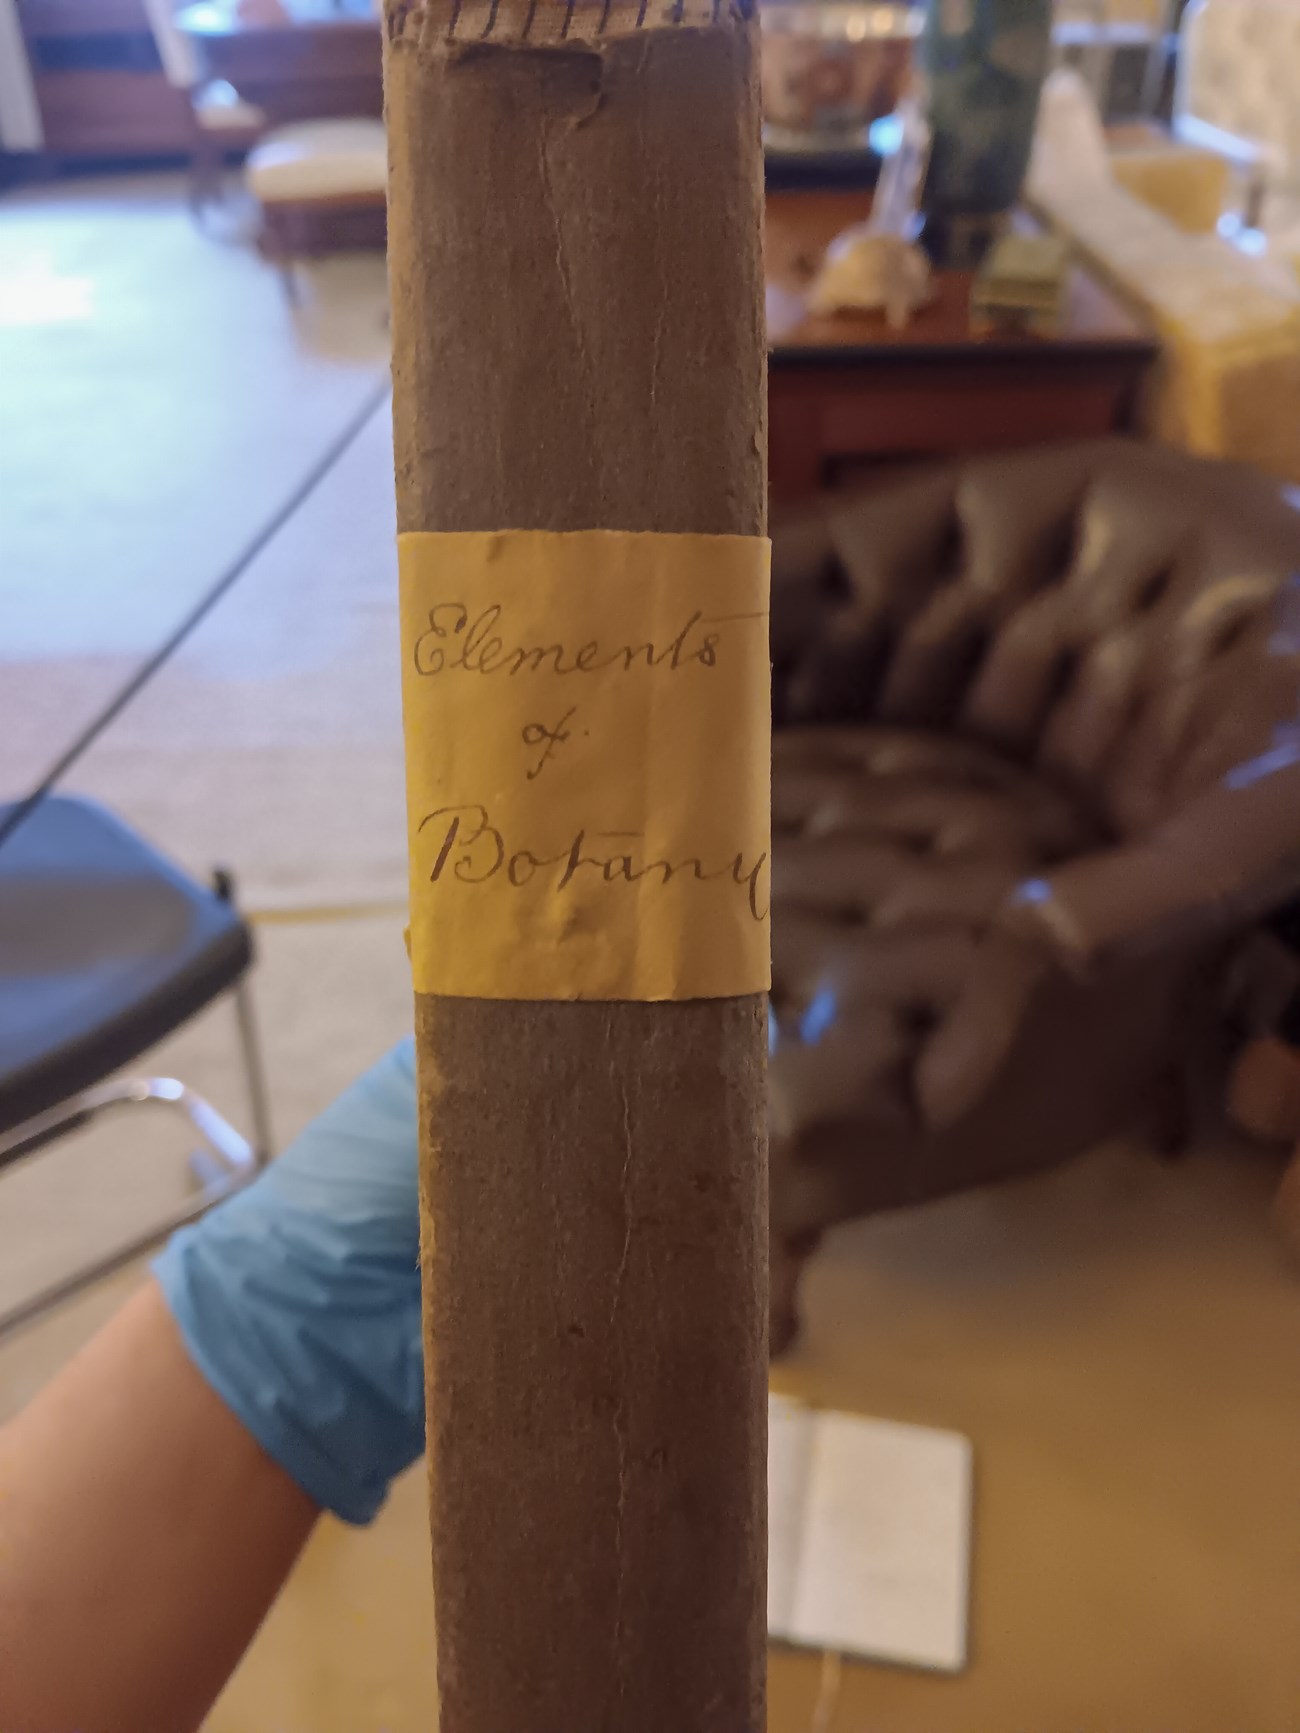 Elements
of.
Botany